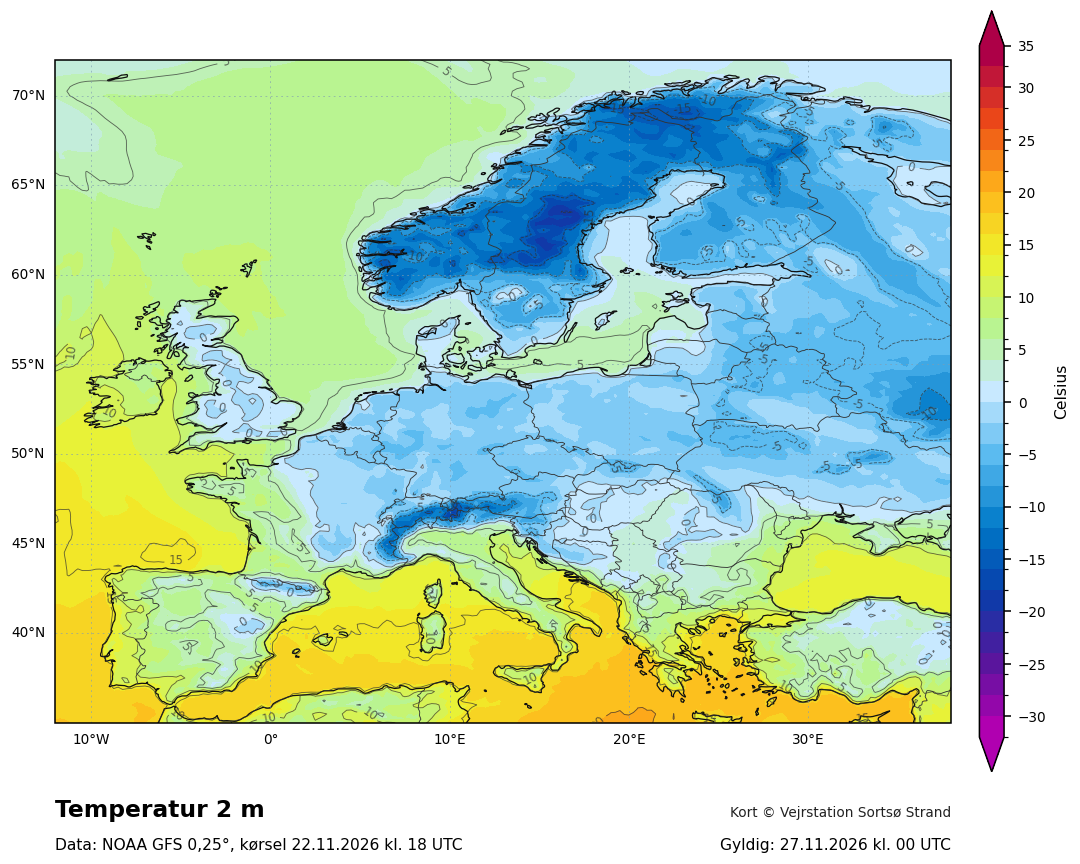 70°N
65°N
60°N
55°N
50°N
45°N
40°N
10°W
0°
10°E
20°E
30°E
35
30
25
20
15
10
5
0
−5
−10
−15
−20
−25
−30
Celsius
Temperatur 2 m
Kort © Vejrstation Sortsø Strand
Data: NOAA GFS 0,25°, kørsel 22.11.2026 kl. 18 UTC
Gyldig: 27.11.2026 kl. 00 UTC